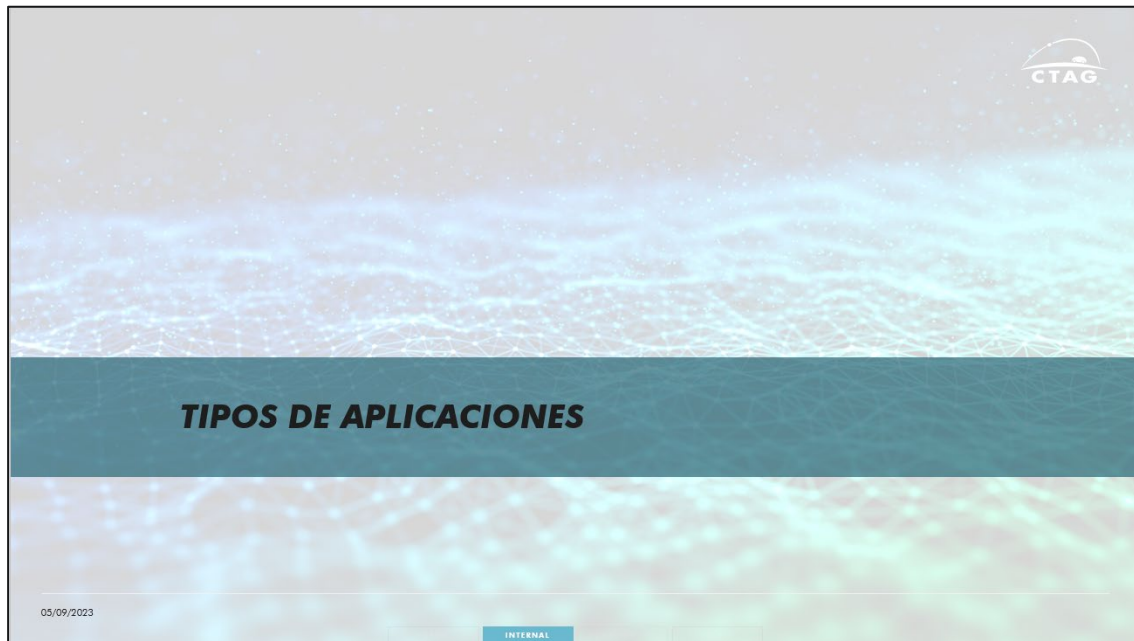 CTAG
TIPOS DE APLICACIONES
05/09/2023
INTERNAL